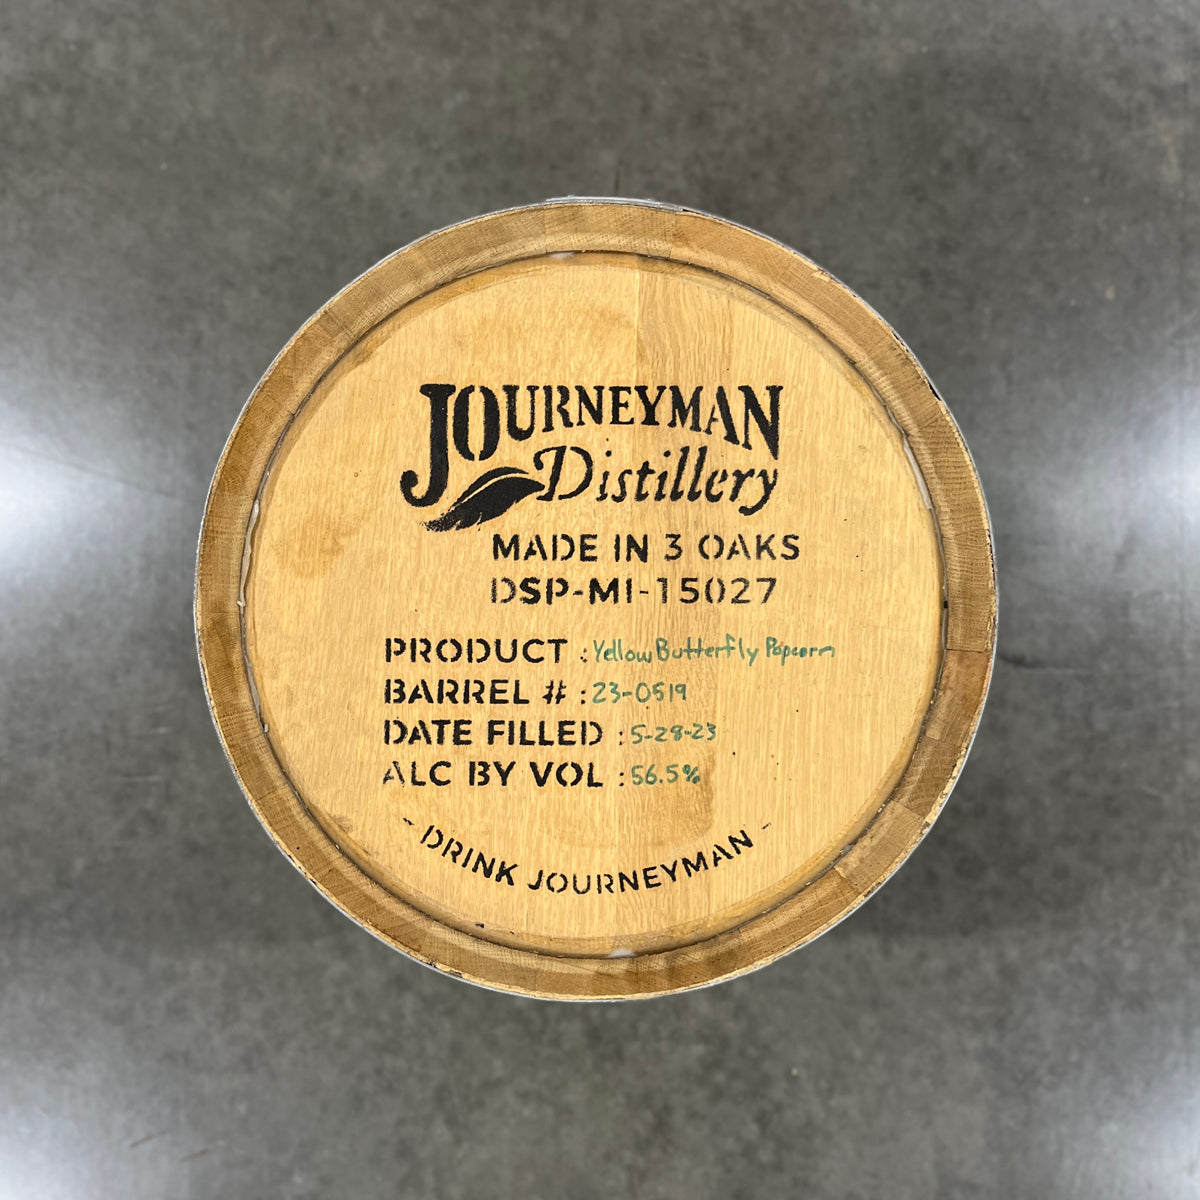 JOURNEYMAN
Distillery
MADE IN 3 OAKS
DSP-MI-15027
PRODUCT : Yellow Butterfly Popcorn
BARREL # : 23-0519
DATE FILLED : 5-28-23
ALC BY VOL : 56.5%
- DRINK JOURNEYMAN -